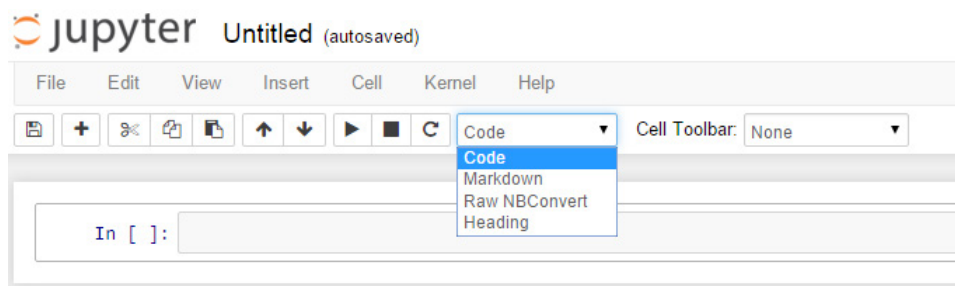 jupyter Untitled (autosaved)
File Edit View Insert Cell Kernel Help
Code Cell Toolbar: None
Code
Markdown
Raw NBConvert
Heading
In [ ]: